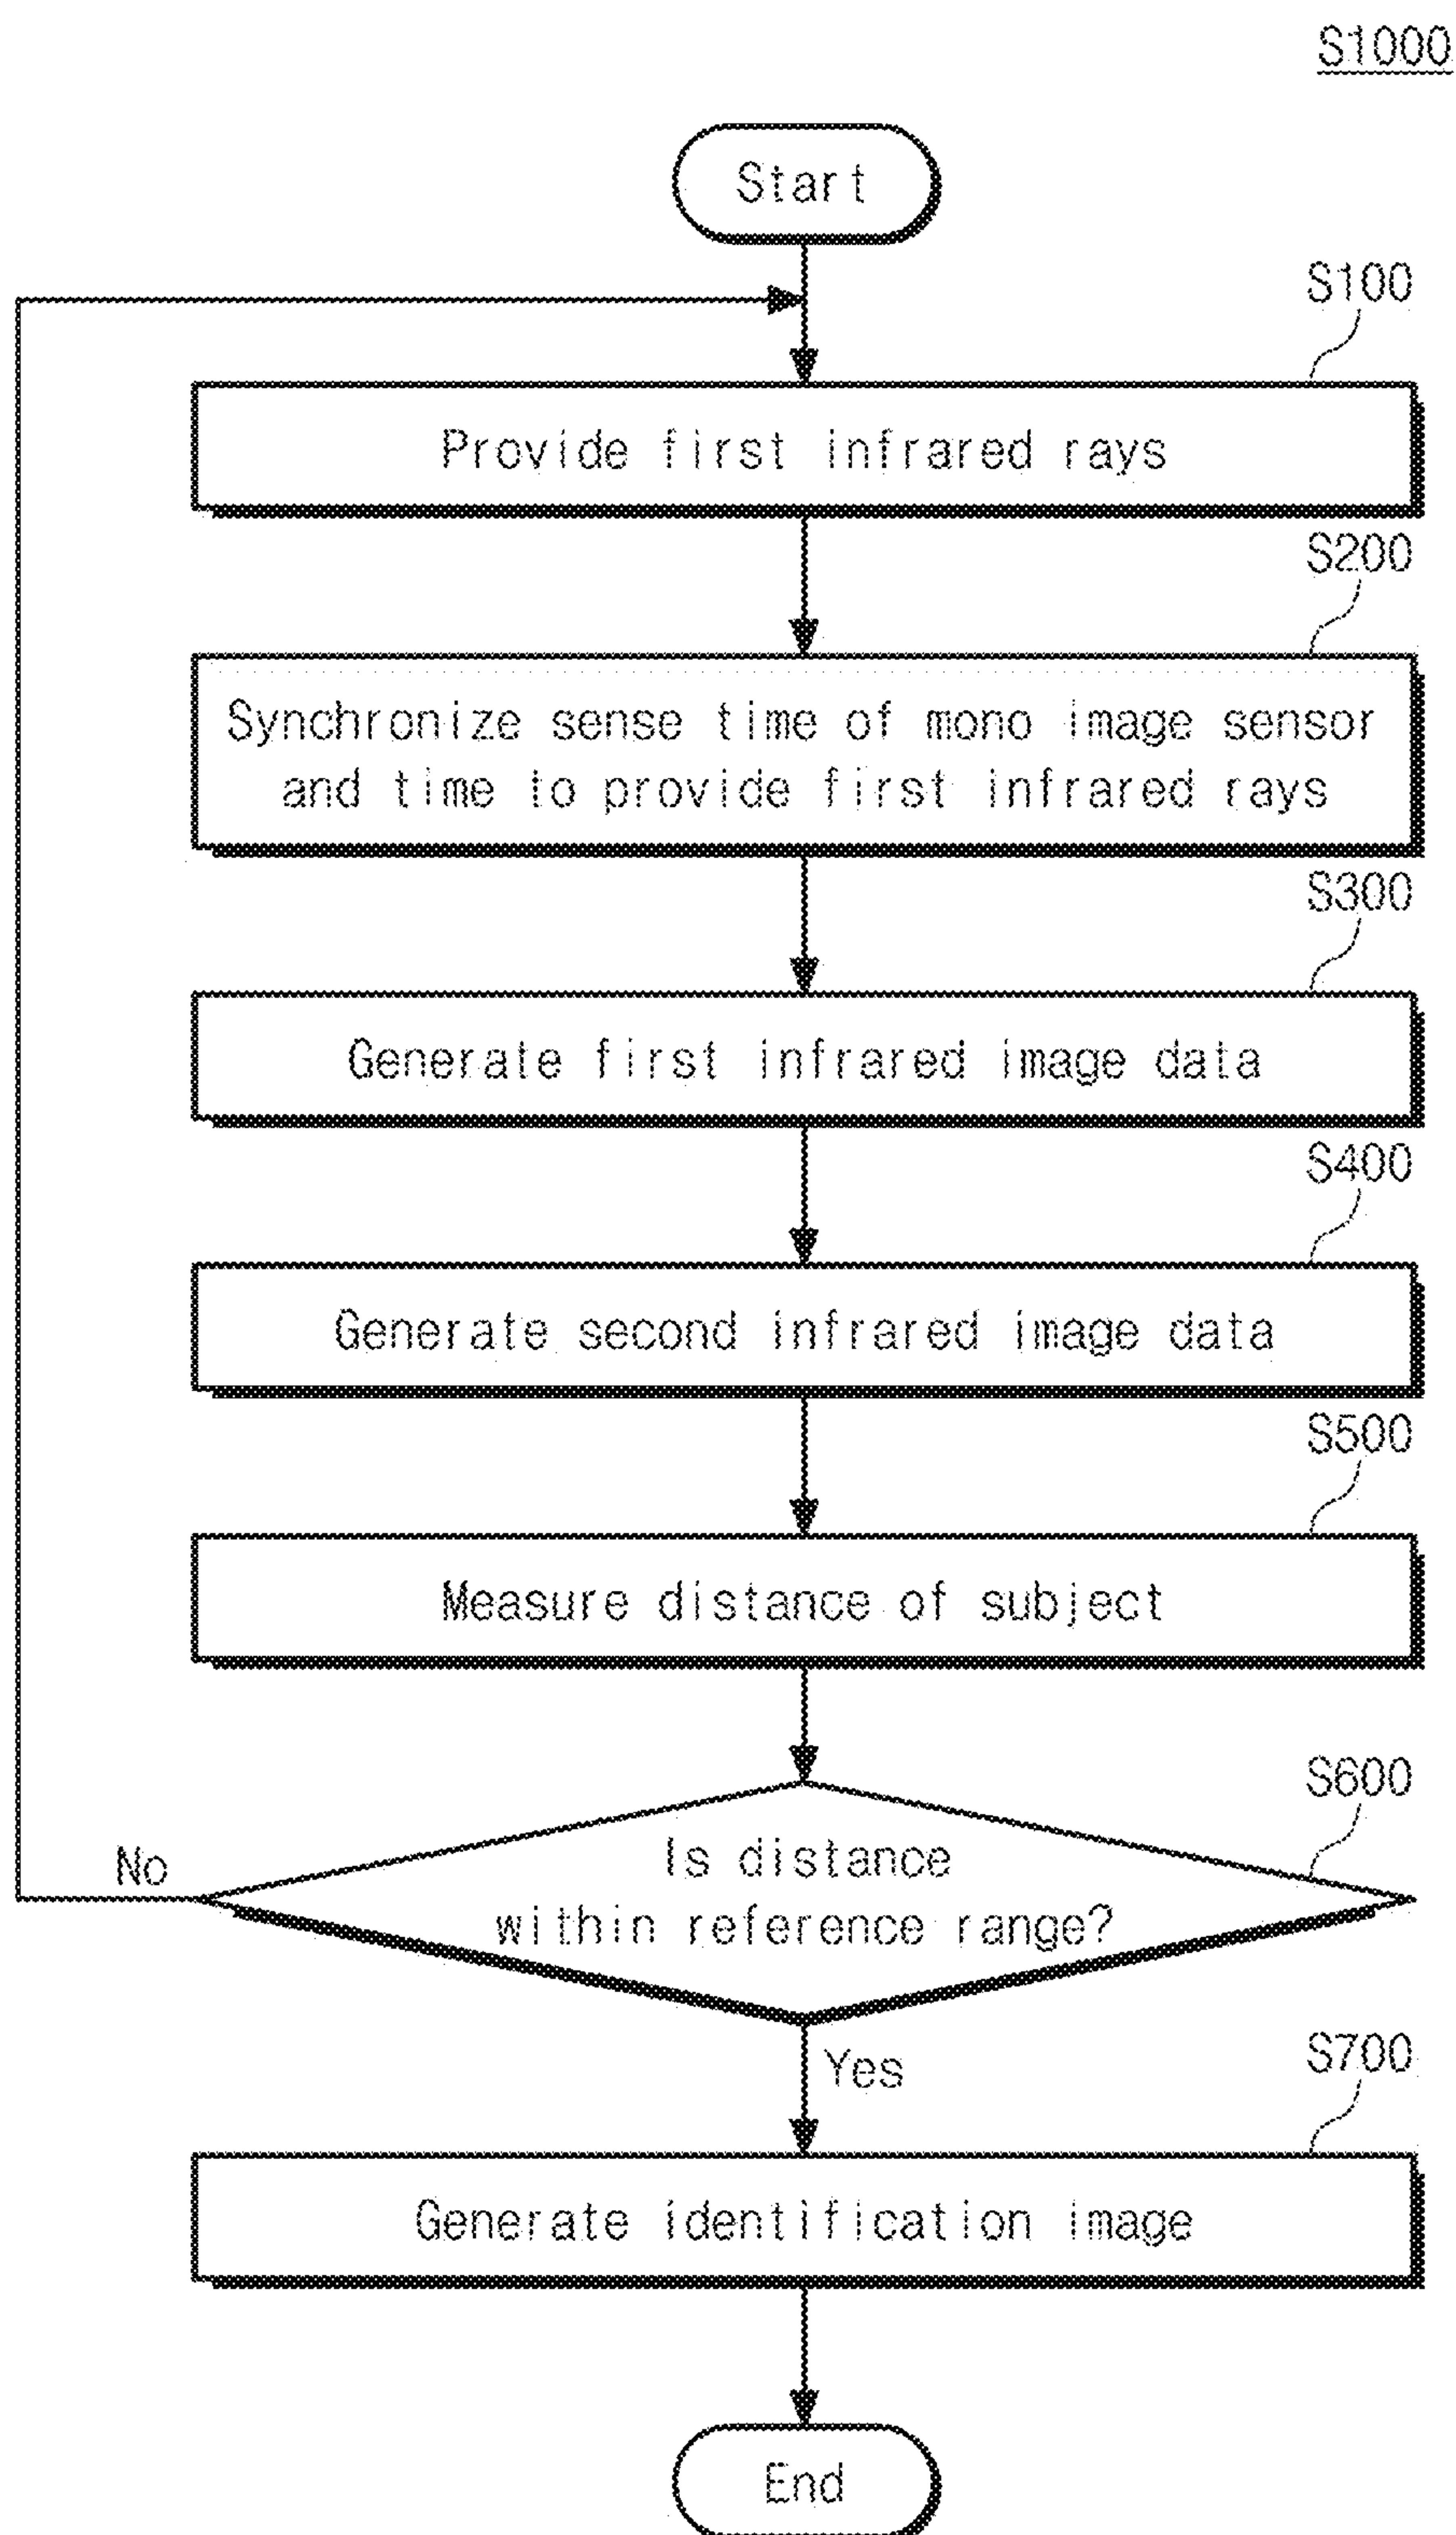 S1000
Start
S100
Provide first infrared rays
S200
Synchronize sense time of mono image sensor
and time to provide first infrared rays
S300
Generate first infrared image data
S400
Generate second infrared image data
S500
Measure distance of subject
S600
Is distance
within reference range?
No
Yes
S700
Generate identification image
End